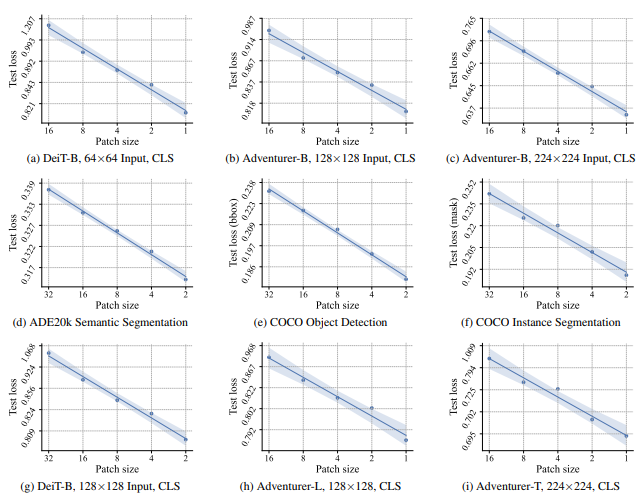 1.207
0.993
0.892
0.843
0.821
Test loss
16 8 4 2 1
Patch size
(a) DeiT-B, 64×64 Input, CLS
0.987
0.914
0.867
0.837
0.818
Test loss
16 8 4 2 1
Patch size
(b) Adventurer-B, 128×128 Input, CLS
0.765
0.696
0.662
0.645
0.637
Test loss
16 8 4 2 1
Patch size
(c) Adventurer-B, 224×224 Input, CLS
0.339
0.333
0.327
0.322
0.317
Test loss
32 16 8 4 2
Patch size
(d) ADE20k Semantic Segmentation
0.238
0.223
0.209
0.197
0.186
Test loss (bbox)
32 16 8 4 2
Patch size
(e) COCO Object Detection
0.252
0.235
0.22
0.205
0.192
Test loss (mask)
32 16 8 4 2
Patch size
(f) COCO Instance Segmentation
1.068
0.924
0.856
0.824
0.809
Test loss
16 8 4 2 1
Patch size
(g) DeiT-B, 128×128 Input, CLS
0.968
0.867
0.822
0.802
0.792
Test loss
16 8 4 2 1
Patch size
(h) Adventurer-L, 128×128, CLS
1.009
0.794
0.725
0.702
0.695
Test loss
16 8 4 2 1
Patch size
(i) Adventurer-T, 224×224, CLS